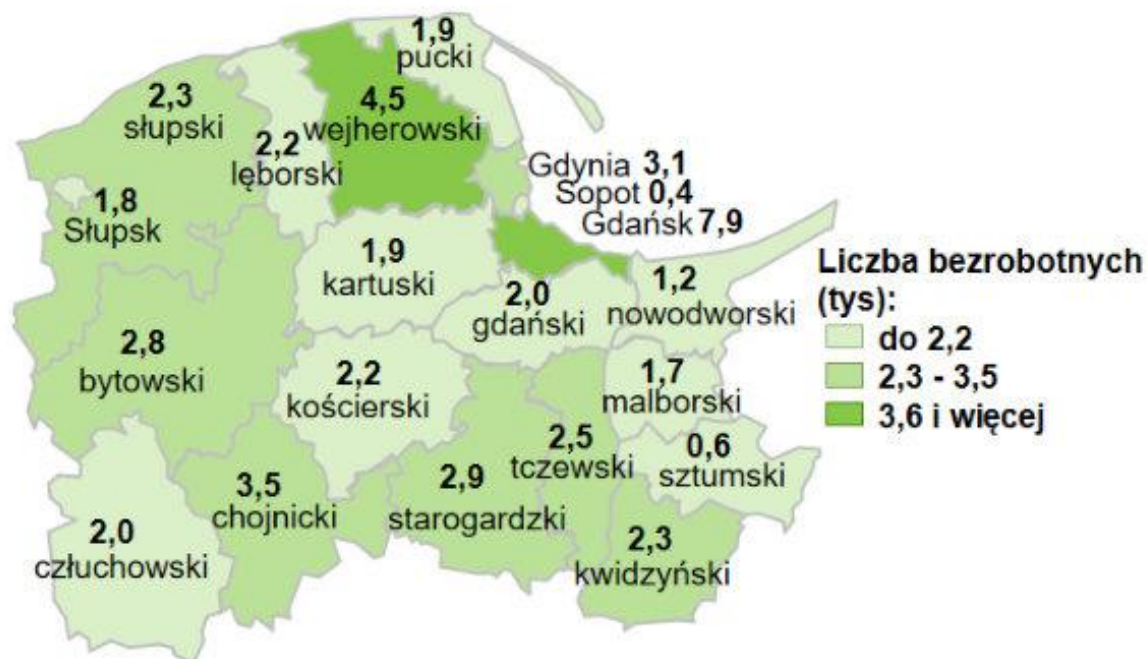 1,9
pucki
2,3
słupski
4,5
wejherowski
2,2
lęborski
Gdynia 3,1
Sopot 0,4
Gdańsk 7,9
1,8
Słupsk
1,9
kartuski
2,0
gdański
1,2
nowodworski
2,8
bytowski
2,2
kościerski
1,7
malborski
2,5
tczewski
0,6
sztumski
3,5
chojnicki
2,9
starogardzki
2,0
człuchowski
2,3
kwidzyński
Liczba bezrobotnych
(tys):
do 2,2
2,3 - 3,5
3,6 i więcej